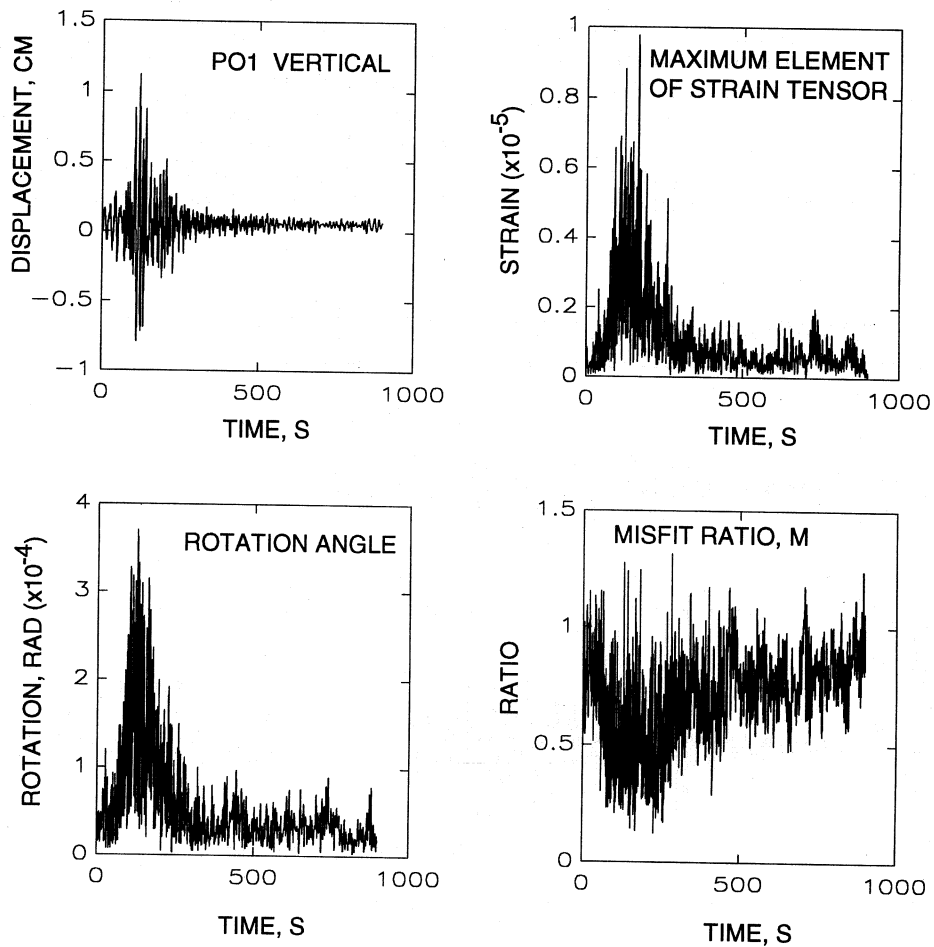 1.5
1
0.5
0
−0.5
−1
DISPLACEMENT, CM
PO1 VERTICAL
0 500 1000
TIME, S
1
0.8
0.6
0.4
0.2
0
STRAIN (x10-5)
MAXIMUM ELEMENT
OF STRAIN TENSOR
0 500 1000
TIME, S
4
3
2
1
0
ROTATION, RAD (x10-4)
ROTATION ANGLE
0 500 1000
TIME, S
1.5
1
0.5
0
RATIO
MISFIT RATIO, M
0 500 1000
TIME, S